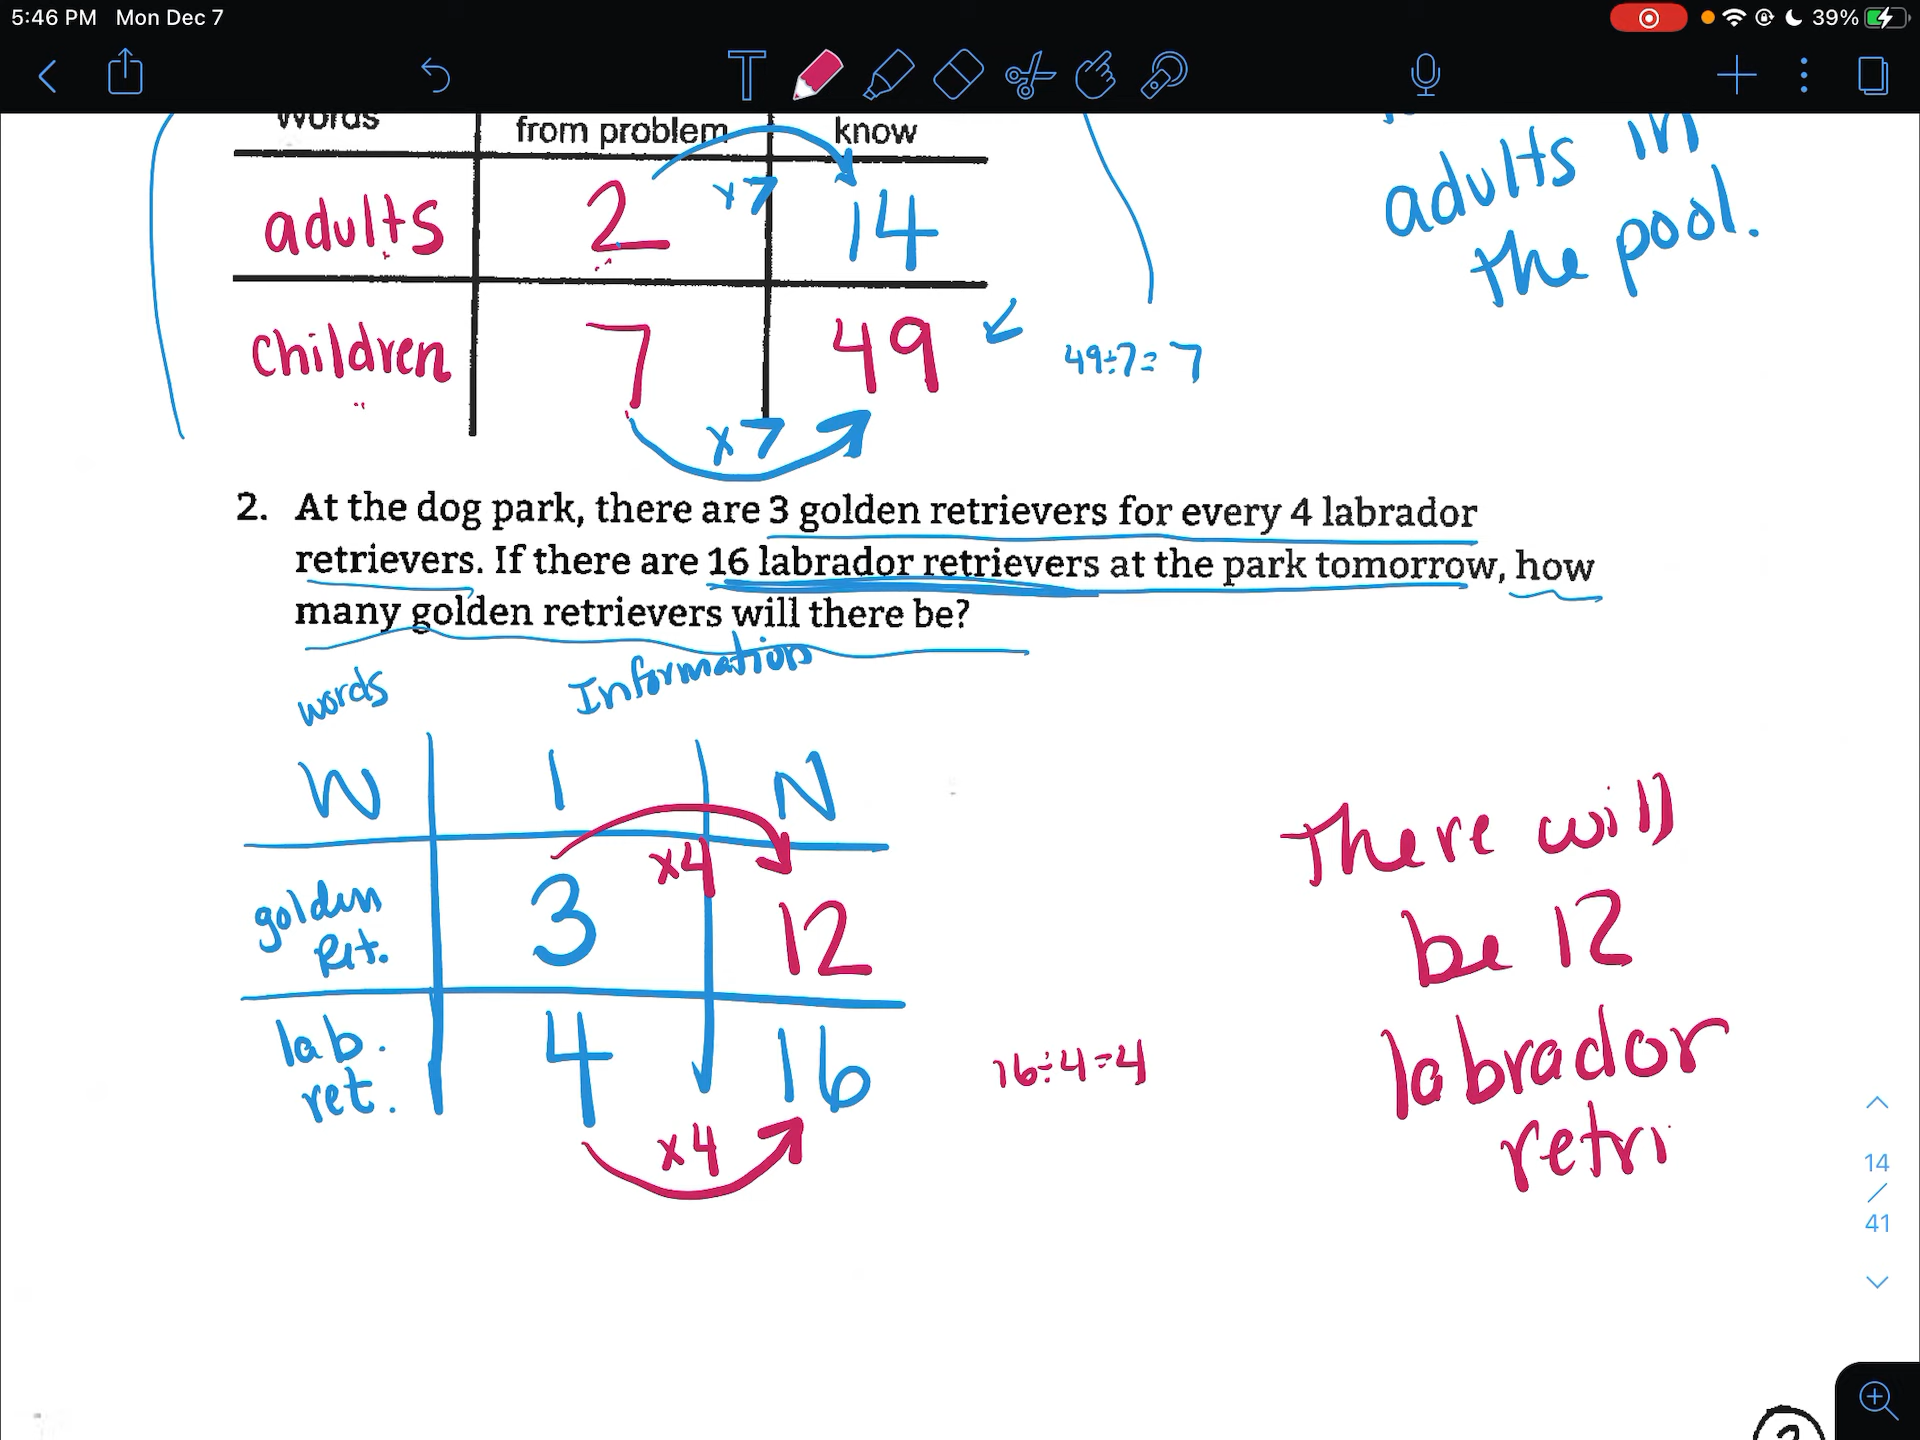 5:46 PM Mon Dec 7
39%
Words from problem know
adults in
the pool.
adults 2 x7 14
children 7 49
49÷7= 7
x7
2. At the dog park, there are 3 golden retrievers for every 4 labrador
retrievers. If there are 16 labrador retrievers at the park tomorrow, how
many golden retrievers will there be?
words Information
W I N
x4
golden Ret. 3 12
lab. ret. 4 16
16÷4=4
x4
There will
be 12
labrador
retri
14
/
41